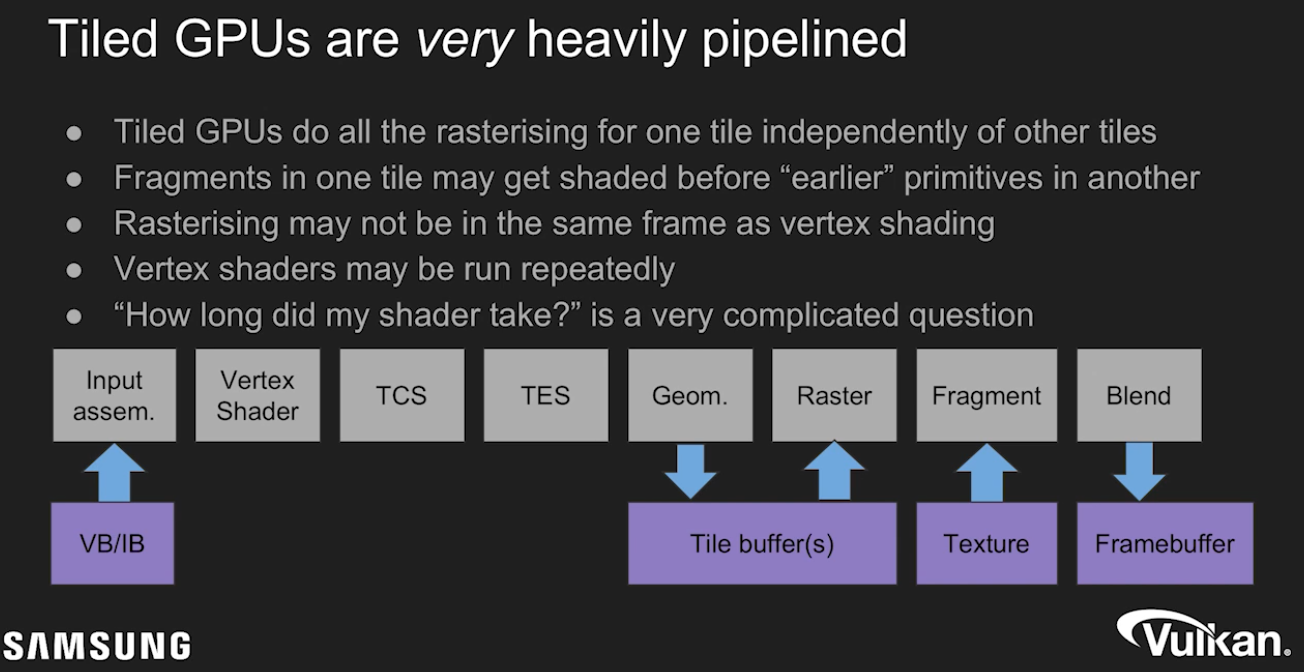 Tiled GPUs are very heavily pipelined
● Tiled GPUs do all the rasterising for one tile independently of other tiles
● Fragments in one tile may get shaded before “earlier” primitives in another
● Rasterising may not be in the same frame as vertex shading
● Vertex shaders may be run repeatedly
● “How long did my shader take?” is a very complicated question
Input
assem.
Vertex
Shader
TCS
TES
Geom.
Raster
Fragment
Blend
VB/IB
Tile buffer(s)
Texture
Framebuffer
SAMSUNG
Vulkan.